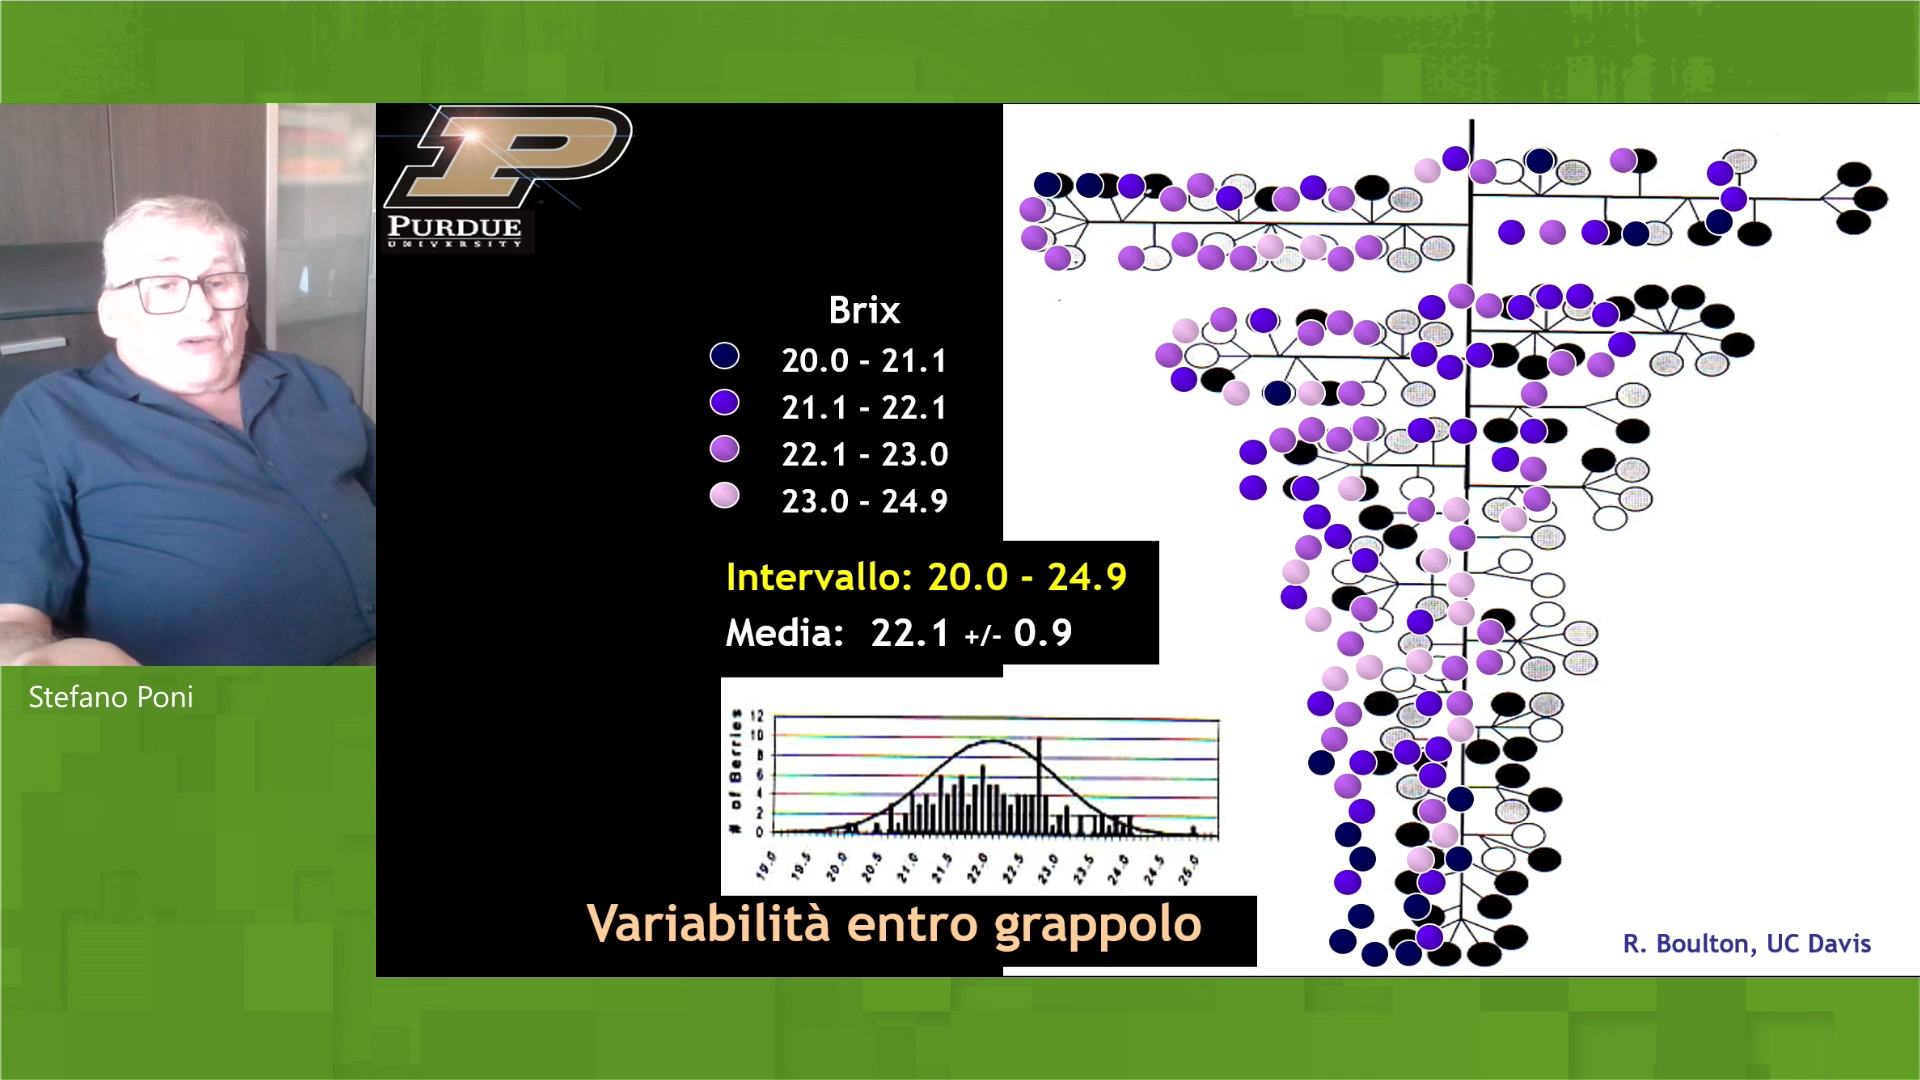 PURDUE
UNIVERSITY
Brix
20.0 - 21.1
21.1 - 22.1
22.1 - 23.0
23.0 - 24.9
Intervallo: 20.0 - 24.9
Media: 22.1 +/- 0.9
Stefano Poni
# of Berries
12
10
8
6
4
2
0
19.0 19.5 20.0 20.5 21.0 21.5 22.0 22.5 23.0 23.5 24.0 24.5 25.0
Variabilità entro grappolo
R. Boulton, UC Davis